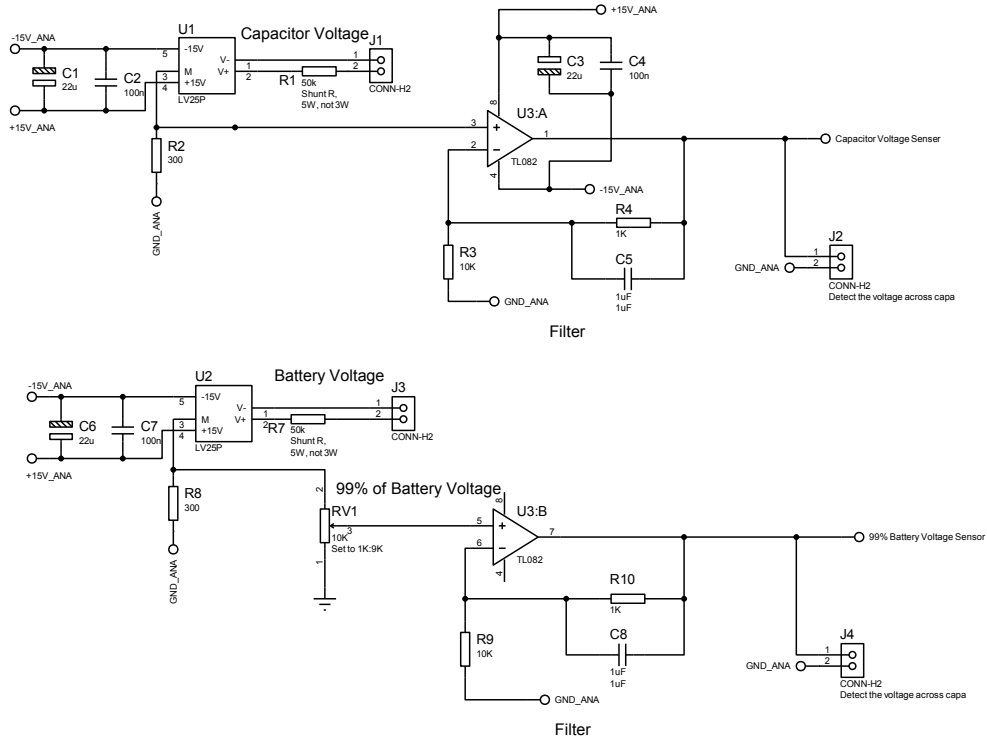 +15V_ANA
U1
Capacitor Voltage
-15V_ANA
J1
-15V
5
V-
1
C3
22u
C4
100n
C1
22u
C2
100n
M
3
V+
1
2
+15V
4
2
R1
50k
Shunt R,
5W, not 3W
CONN-H2
LV25P
+15V_ANA
8
U3:A
3
1
Capacitor Voltage Senser
2
TL082
4
R2
300
-15V_ANA
GND_ANA
R4
1K
J2
R3
10K
C5
1uF
1uF
1
2
GND_ANA
CONN-H2
Detect the voltage across capa
GND_ANA
Filter
U2
Battery Voltage
-15V_ANA
J3
-15V
5
V-
1
C6
22u
C7
100n
M
3
V+
1
2
+15V
4
2
R7
50k
Shunt R,
5W, not 3W
CONN-H2
LV25P
+15V_ANA
99% of Battery Voltage
R8
300
2
8
U3:B
RV1
10K
3
Set to 1K:9K
5
7
99% Battery Voltage Sensor
6
TL082
4
1
GND_ANA
R10
1K
R9
10K
C8
1uF
1uF
J4
1
2
GND_ANA
CONN-H2
Detect the voltage across capa
GND_ANA
Filter